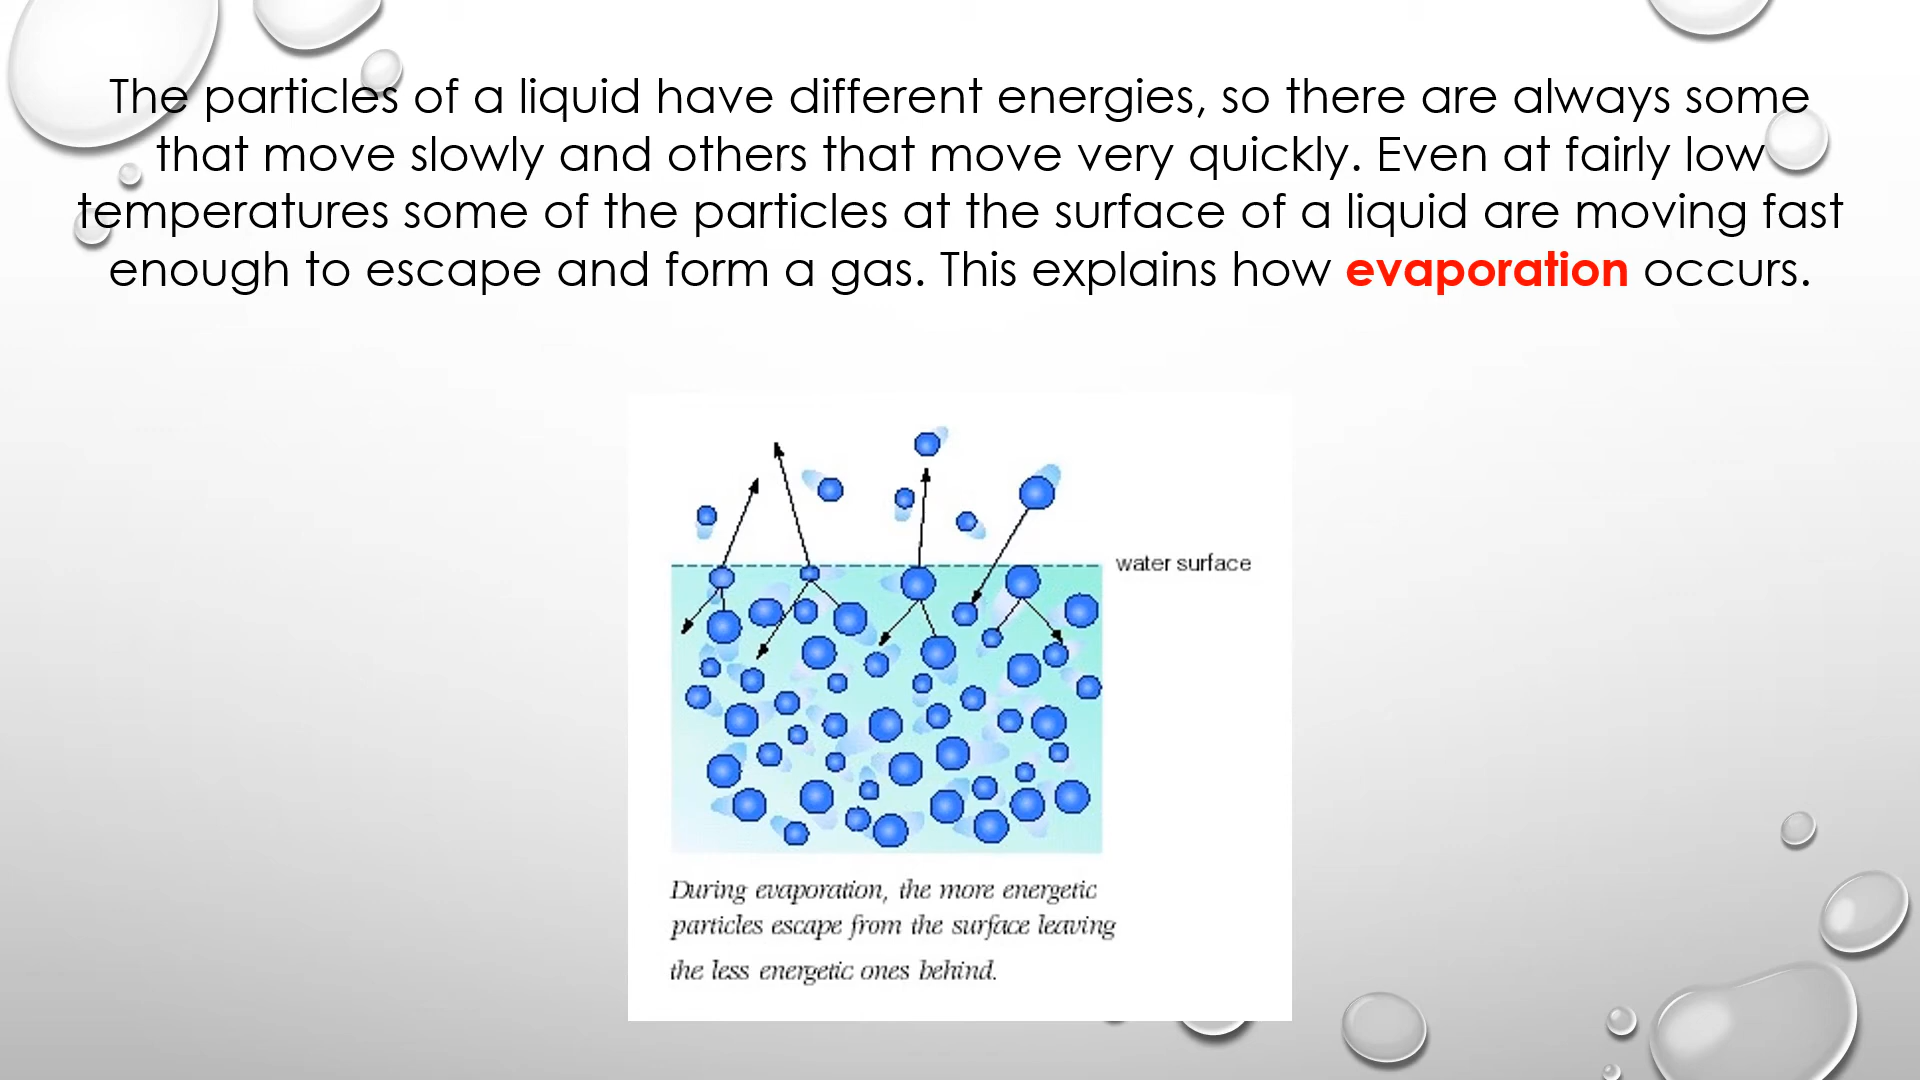 The particles of a liquid have different energies, so there are always some
that move slowly and others that move very quickly. Even at fairly low
temperatures some of the particles at the surface of a liquid are moving fast
enough to escape and form a gas. This explains how evaporation occurs.
water surface
During evaporation, the more energetic
particles escape from the surface leaving
the less energetic ones behind.